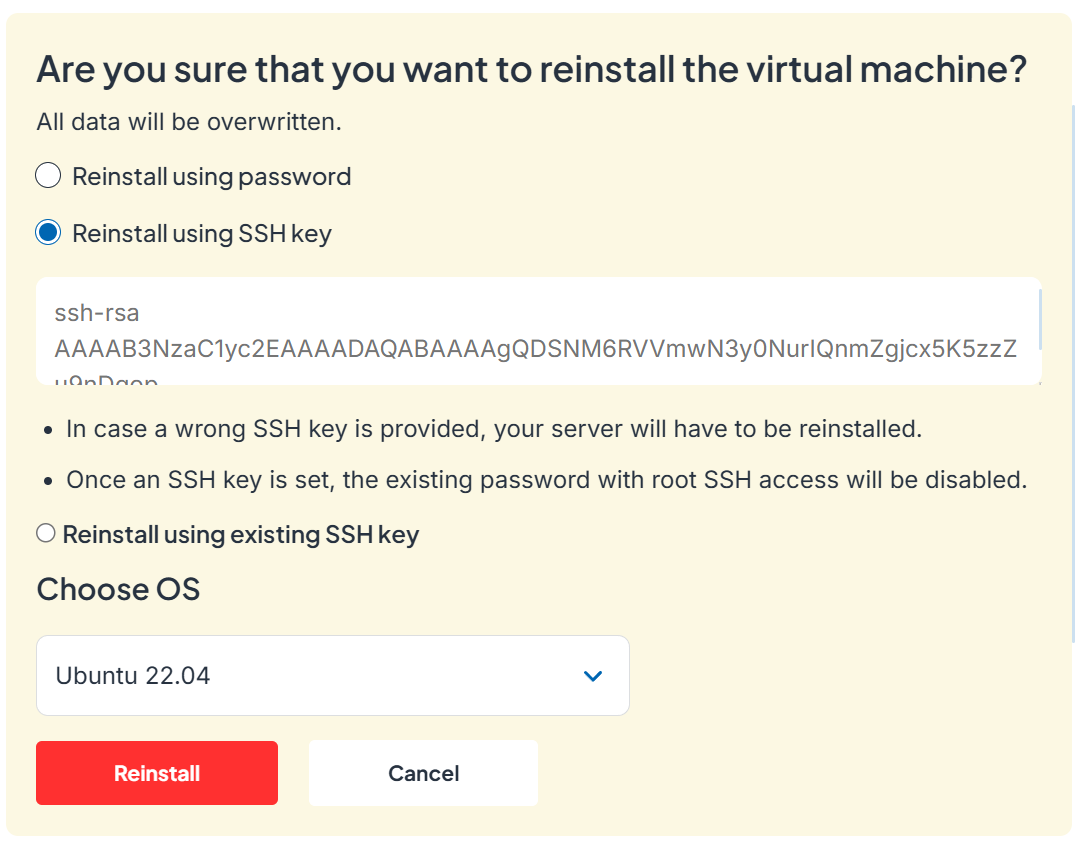 Are you sure that you want to reinstall the virtual machine?
All data will be overwritten.
Reinstall using password
Reinstall using SSH key
ssh-rsa
AAAAB3NzaC1yc2EAAAADAQABAAAAgQDSNM6RVVmwN3y0NurIQnmZgjcx5K5zzZ
u9nDgop
In case a wrong SSH key is provided, your server will have to be reinstalled.
Once an SSH key is set, the existing password with root SSH access will be disabled.
Reinstall using existing SSH key
Choose OS
Ubuntu 22.04
Reinstall
Cancel